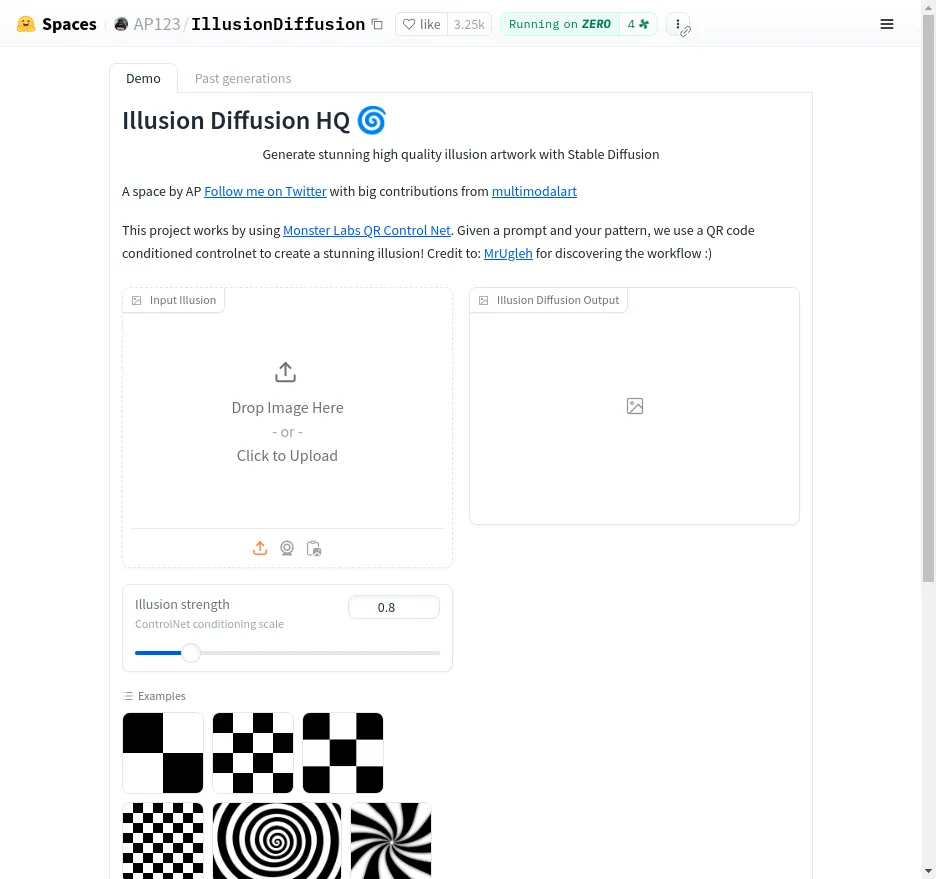 Spaces AP123/IllusionDiffusion like 3.25k Running on ZERO 4
Demo Past generations
Illusion Diffusion HQ 🌀
Generate stunning high quality illusion artwork with Stable Diffusion
A space by AP Follow me on Twitter with big contributions from multimodalart
This project works by using Monster Labs QR Control Net. Given a prompt and your pattern, we use a QR code
conditioned controlnet to create a stunning illusion! Credit to: MrUgleh for discovering the workflow :)
Input Illusion
Drop Image Here
- or -
Click to Upload
Illusion Diffusion Output
Illusion strength 0.8
ControlNet conditioning scale
Examples